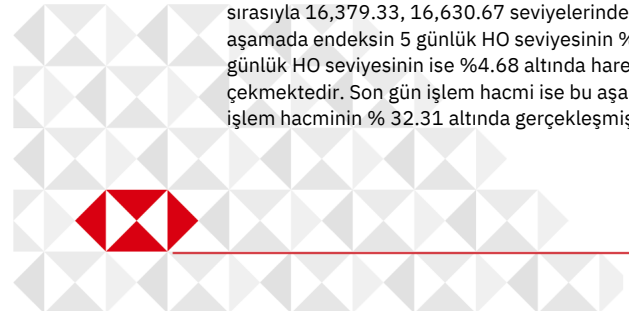 sırasıyla 16,379.33, 16,630.67 seviyelerinde
aşamada endeksin 5 günlük HO seviyesinin %
günlük HO seviyesinin ise %4.68 altında hare
çekmektedir. Son gün işlem hacmi ise bu aşa
işlem hacminin % 32.31 altında gerçekleşmiş